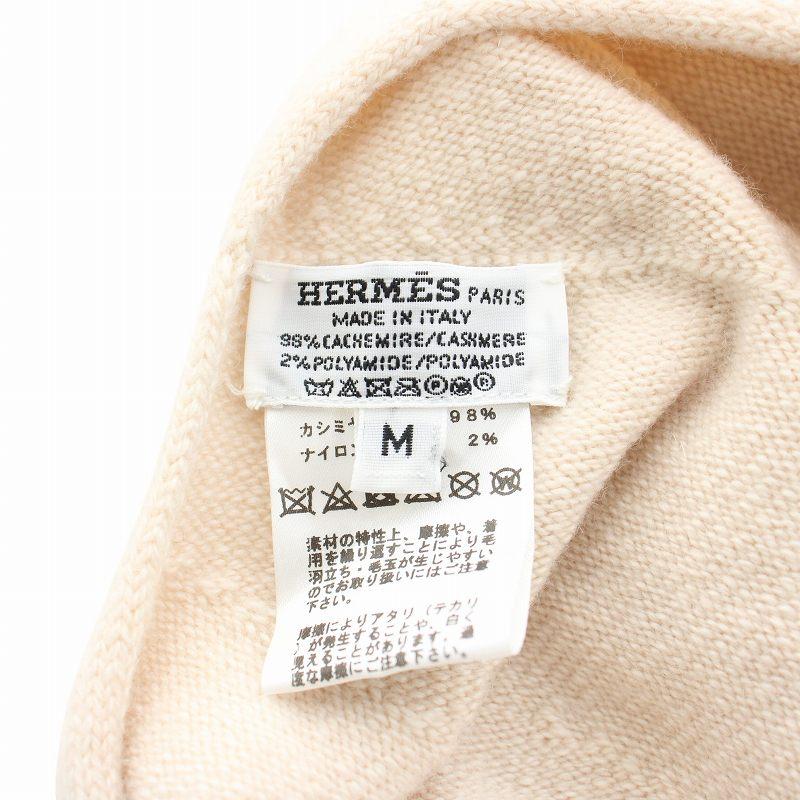 HERMÈS PARIS
MADE IN ITALY
98% CACHEMIRE/CASHMERE
2% POLYAMIDE/POLYAMIDE
M
カシミ 98%
ナイロン 2%
W
素材の特性上、摩擦や、着
用を繰り返すことにより毛
羽立ち・毛玉が生じやすい
のでお取り扱いにはご注意
下さい。
摩擦によりアタリ（テカリ
）が発生することや、白く
見えることがあります。過
度な摩擦にご注意下さい。